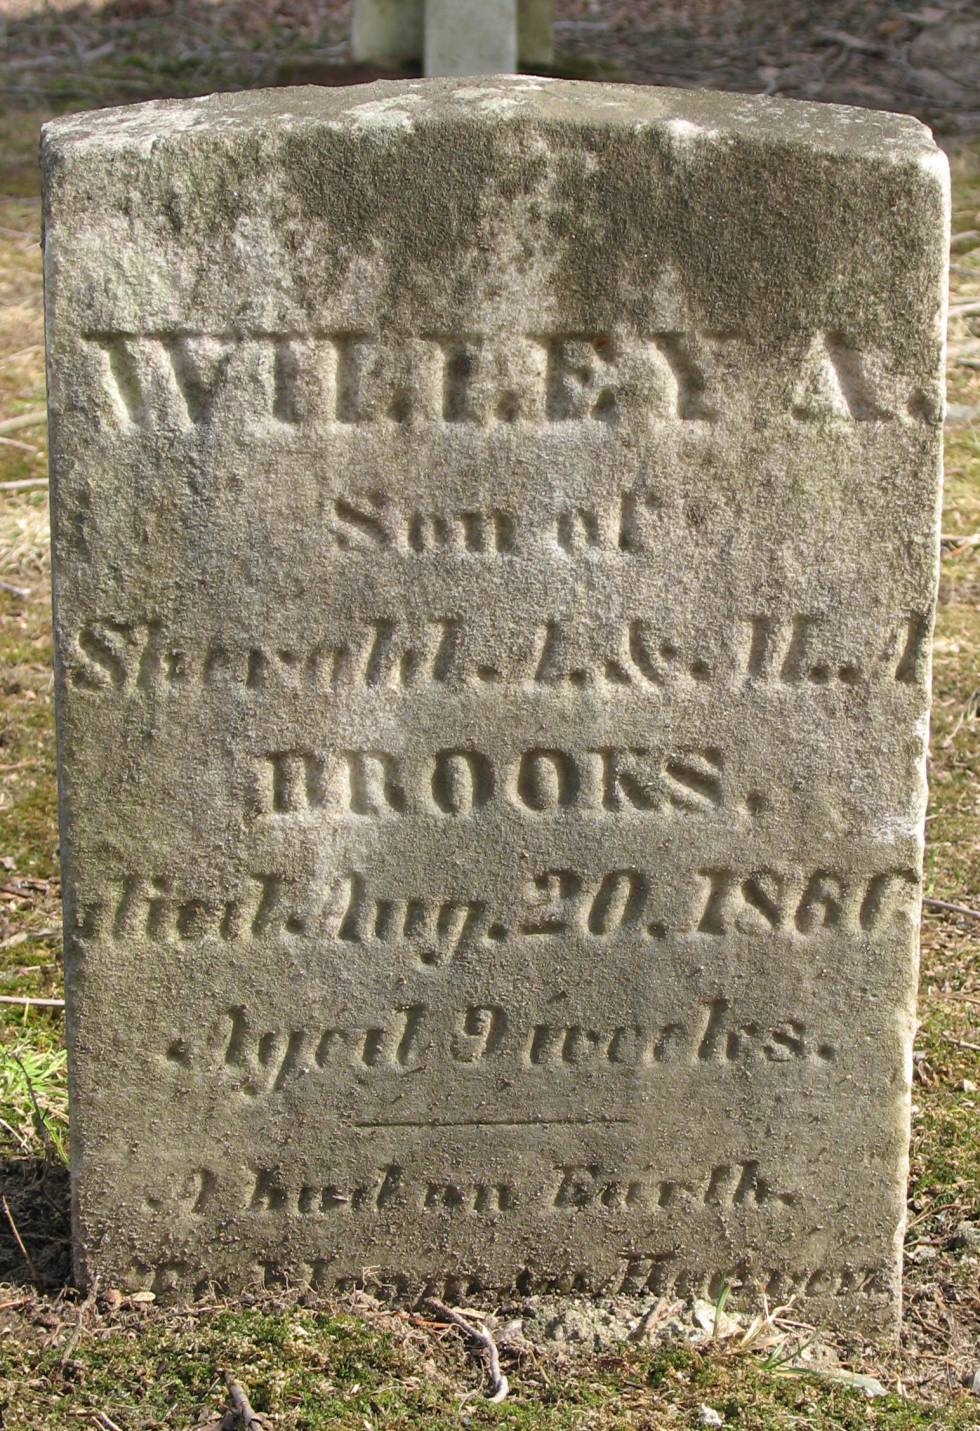 WILLEY A.
Son of
Sherald. I. & H. A
BROOKS.
died. Aug. 20. 1860
Aged 9 weeks.
A bud on Earth.
To Bloom in Heaven